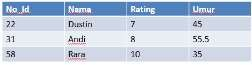 No_Id Nama Rating Umur
22 Dustin 7 45
31 Andi 8 55.5
58 Rara 10 35